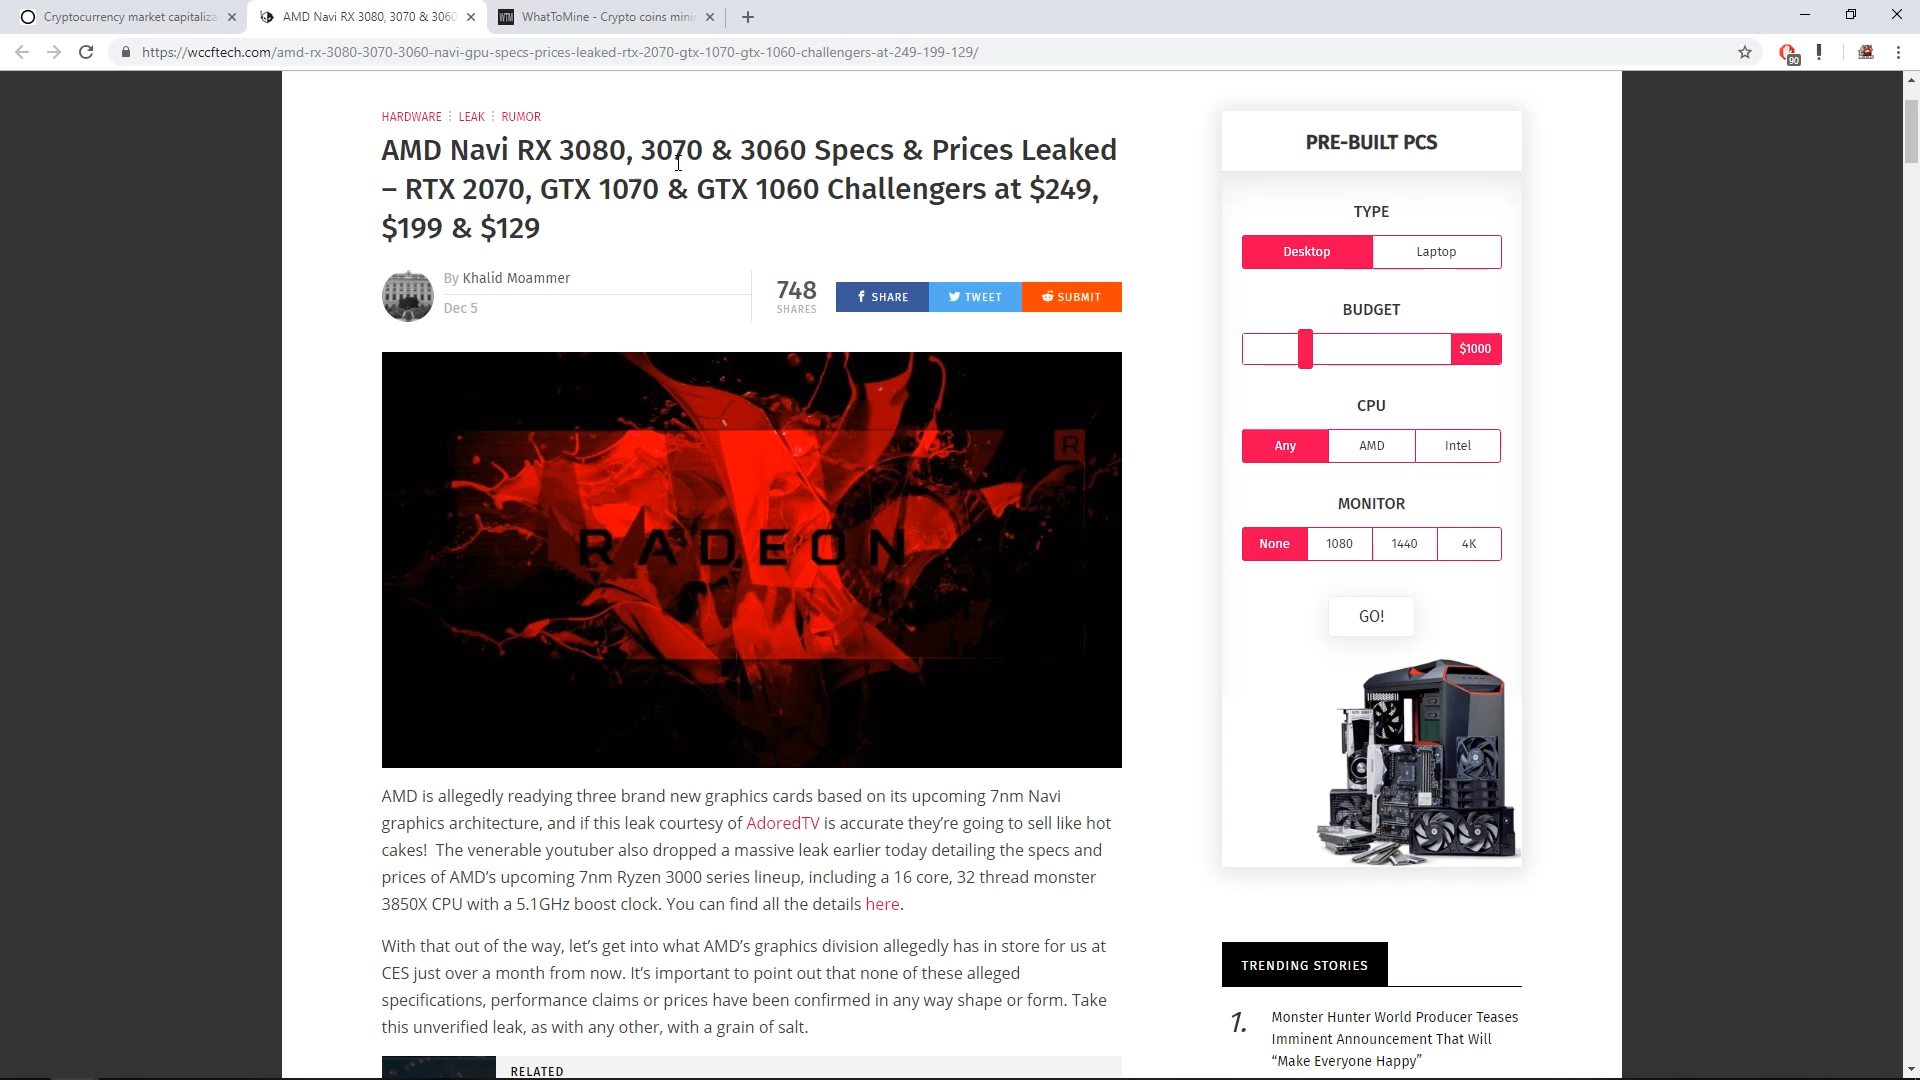 Cryptocurrency market capitaliza
AMD Navi RX 3080, 3070 & 3060
WTM
WhatToMine - Crypto coins mini
https://wccftech.com/amd-rx-3080-3070-3060-navi-gpu-specs-prices-leaked-rtx-2070-gtx-1070-gtx-1060-challengers-at-249-199-129/
90
HARDWARE ⋮ LEAK ⋮ RUMOR
AMD Navi RX 3080, 3070 & 3060 Specs & Prices Leaked
– RTX 2070, GTX 1070 & GTX 1060 Challengers at $249,
$199 & $129
By Khalid Moammer
Dec 5
748
SHARES
SHARE
TWEET
SUBMIT
R
RADEON
AMD is allegedly readying three brand new graphics cards based on its upcoming 7nm Navi
graphics architecture, and if this leak courtesy of AdoredTV is accurate they’re going to sell like hot
cakes!  The venerable youtuber also dropped a massive leak earlier today detailing the specs and
prices of AMD’s upcoming 7nm Ryzen 3000 series lineup, including a 16 core, 32 thread monster
3850X CPU with a 5.1GHz boost clock. You can find all the details here.
With that out of the way, let’s get into what AMD’s graphics division allegedly has in store for us at
CES just over a month from now. It’s important to point out that none of these alleged
specifications, performance claims or prices have been confirmed in any way shape or form. Take
this unverified leak, as with any other, with a grain of salt.
RELATED
PRE-BUILT PCS
TYPE
Desktop
Laptop
BUDGET
$1000
CPU
Any
AMD
Intel
MONITOR
None
1080
1440
4K
GO!
TRENDING STORIES
1.
Monster Hunter World Producer Teases
Imminent Announcement That Will
“Make Everyone Happy”